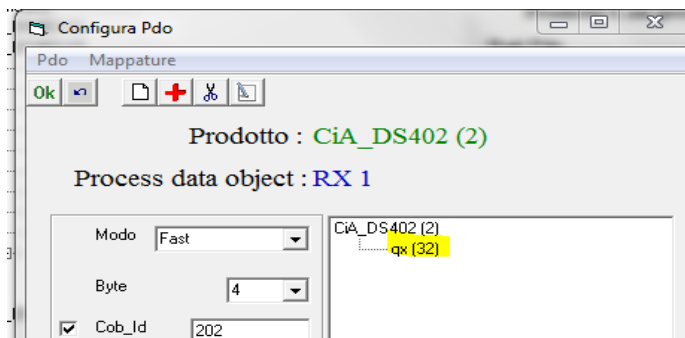 Configura Pdo
Pdo Mappature
Ok
Prodotto : CiA_DS402 (2)
Process data object : RX 1
Modo Fast
Byte 4
Cob_Id 202
CiA_DS402 (2)
qx (32)